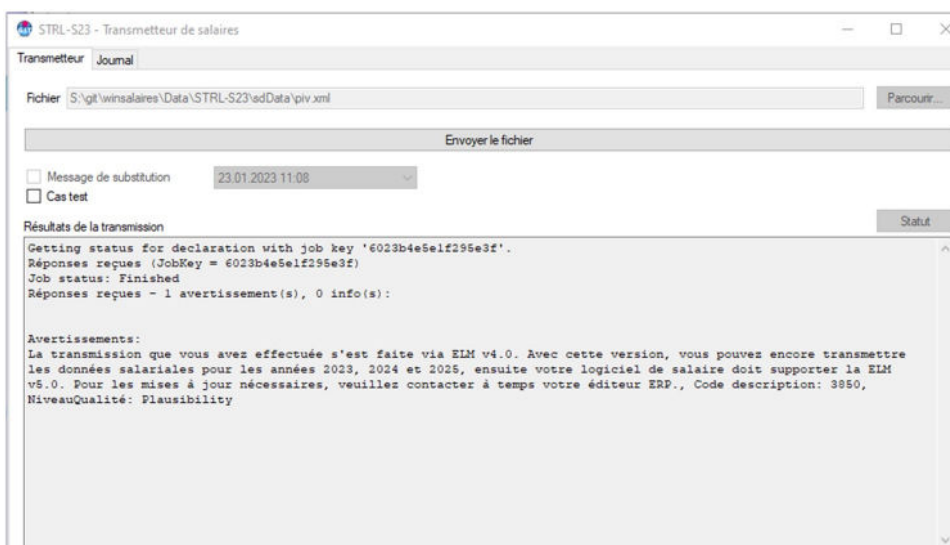 STRL-S23 - Transmetteur de salaires
Transmetteur Journal
Fichier S:\git\winsalaires\Data\STRL-S23\sdData\piv.xml Parcourir...
Envoyer le fichier
Message de substitution 23.01.2023 11:08
Cas test
Statut
Résultats de la transmission
Getting status for declaration with job key '6023b4e5e1f295e3f'.
Réponses reçues (JobKey = 6023b4e5e1f295e3f)
Job status: Finished
Réponses reçues - 1 avertissement(s), 0 info(s):
Avertissements:
La transmission que vous avez effectuée s'est faite via ELM v4.0. Avec cette version, vous pouvez encore transmettre
les données salariales pour les années 2023, 2024 et 2025, ensuite votre logiciel de salaire doit supporter la ELM
v5.0. Pour les mises à jour nécessaires, veuillez contacter à temps votre éditeur ERP., Code description: 3850,
NiveauQualité: Plausibility